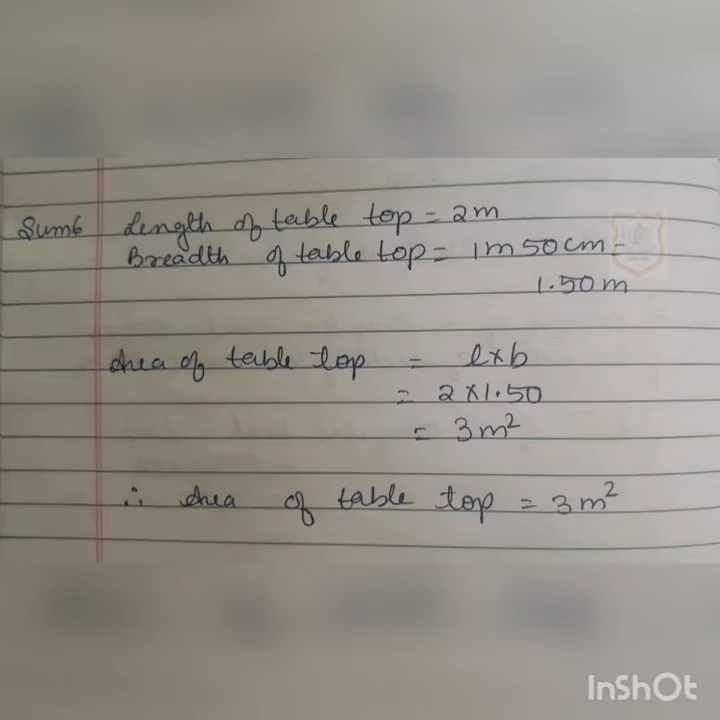 Sum6 Length of table top = 2m
Breadth of table top = 1m 50cm =
1.50m
Area of table top = l×b
= 2×1.50
= 3m²
∴ Area of table top = 3m²
InShOt